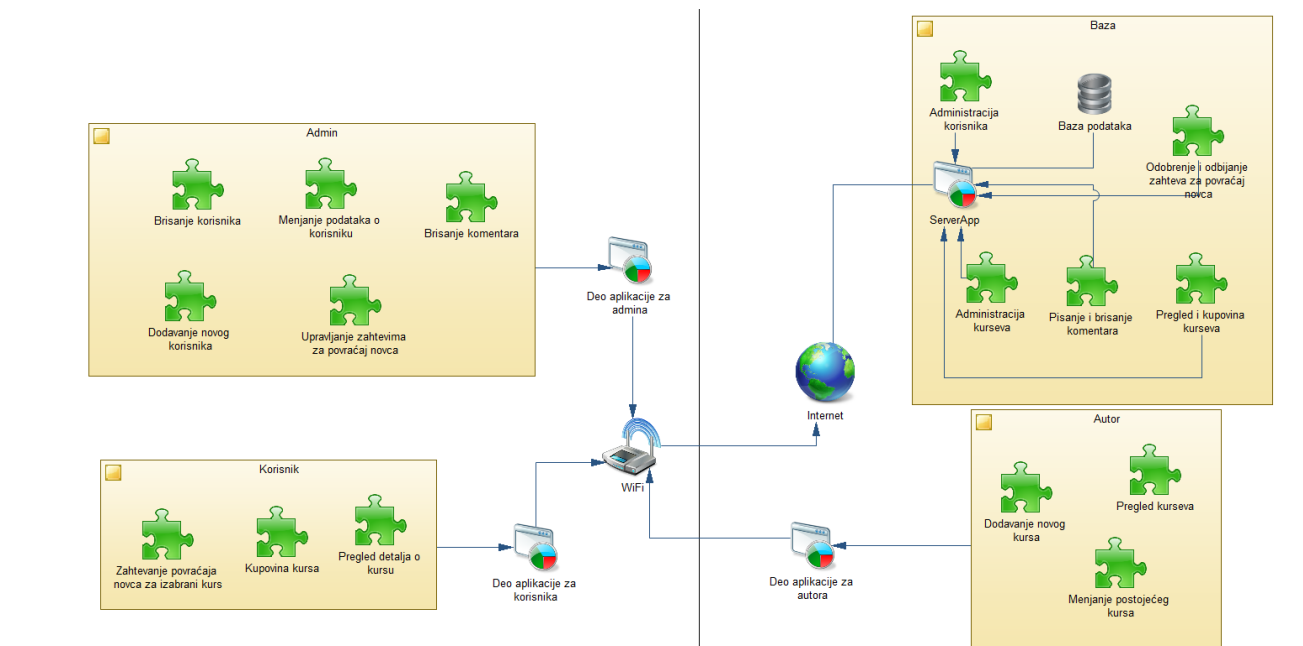 Admin
Brisanje korisnika
Menjanje podataka o
korisniku
Brisanje komentara
Dodavanje novog
korisnika
Upravljanje zahtevima
za povraćaj novca
Deo aplikacije za
admina
Korisnik
Zahtevanje povraćaja
novca za izabrani kurs
Kupovina kursa
Pregled detalja o
kursu
Deo aplikacije za
korisnika
WiFi
Internet
Baza
Administracija
korisnika
Baza podataka
Odobrenje i odbijanje
zahteva za povraćaj
novca
ServerApp
Administracija
kurseva
Pisanje i brisanje
komentara
Pregled i kupovina
kurseva
Autor
Dodavanje novog
kursa
Pregled kurseva
Menjanje postojećeg
kursa
Deo aplikacije za
autora